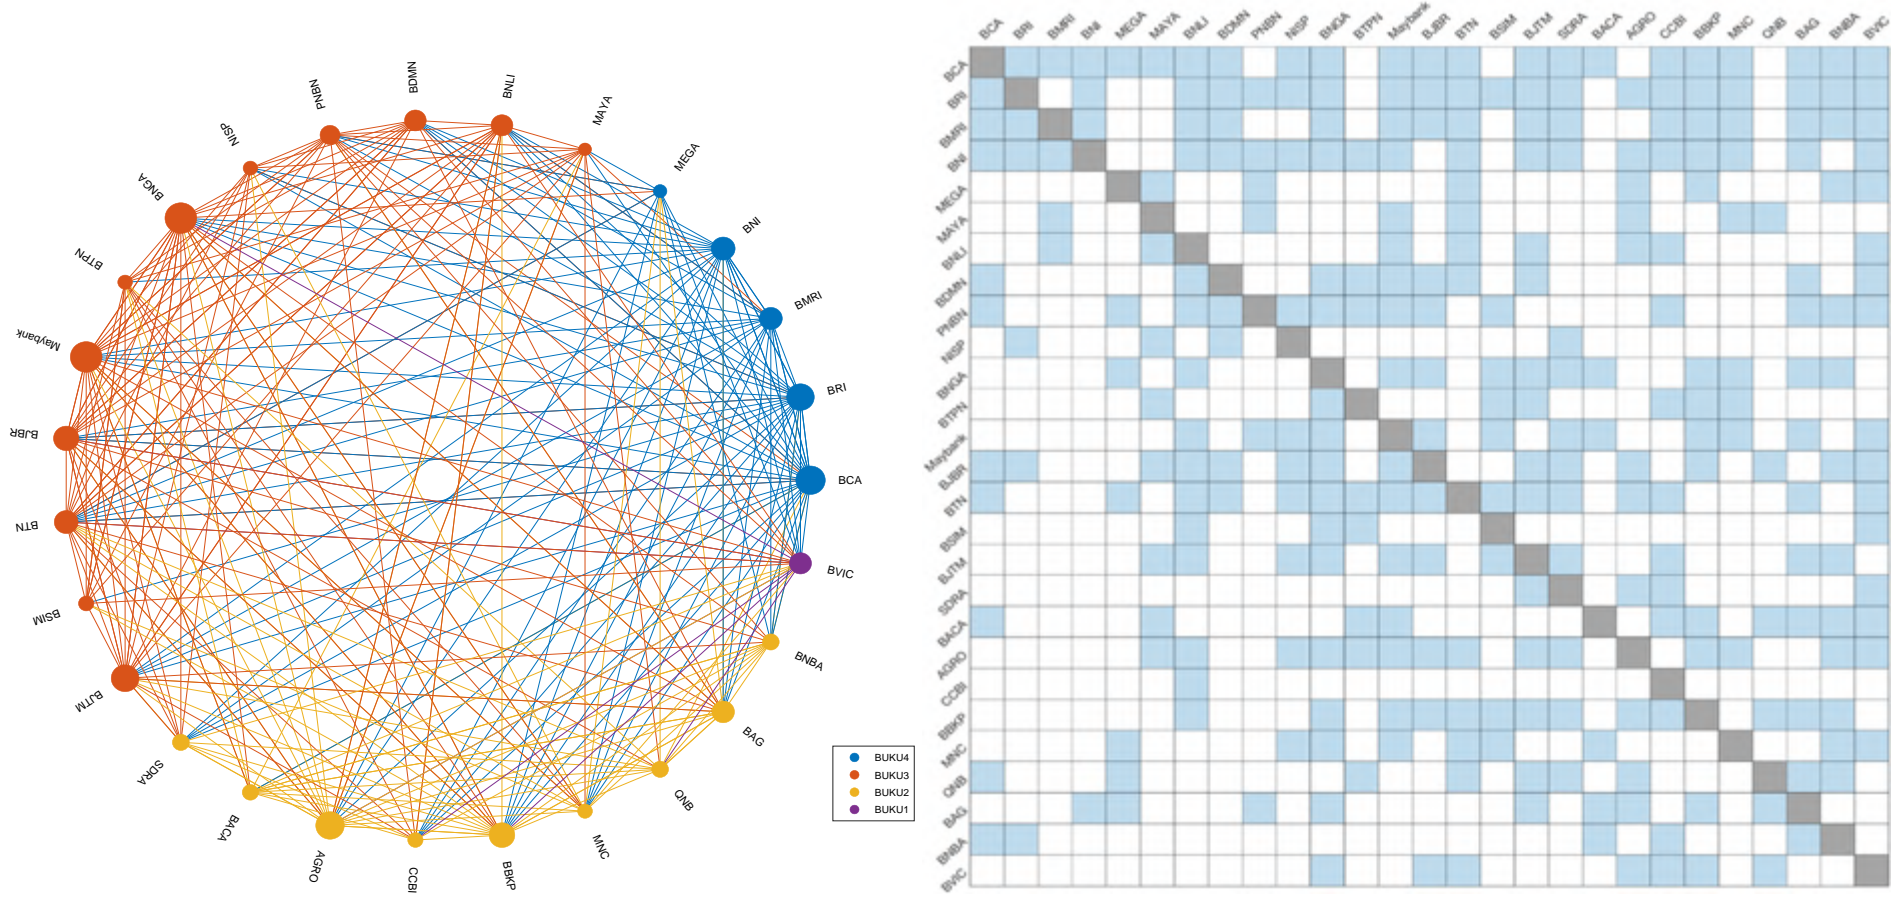 BDMN
BNLI
PNBN
MAYA
NISP
MEGA
BNGA
BNI
BTPN
BMRI
Maybank
BRI
BJBR
BCA
BTN
BVIC
BSIM
BNBA
BJTM
BAG
SDRA
QNB
BACA
MNC
AGRO
CCBI
BBKP
BUKU4
BUKU3
BUKU2
BUKU1
BCA BRI BMRI BNI MEGA MAYA BNLI BDMN PNBN NISP BNGA BTPN Maybank BJBR BTN BSIM BJTM SDRA BACA AGRO CCBI BBKP MNC QNB BAG BNBA BVIC
BCA
BRI
BMRI
BNI
MEGA
MAYA
BNLI
BDMN
PNBN
NISP
BNGA
BTPN
Maybank
BJBR
BTN
BSIM
BJTM
SDRA
BACA
AGRO
CCBI
BBKP
MNC
QNB
BAG
BNBA
BVIC